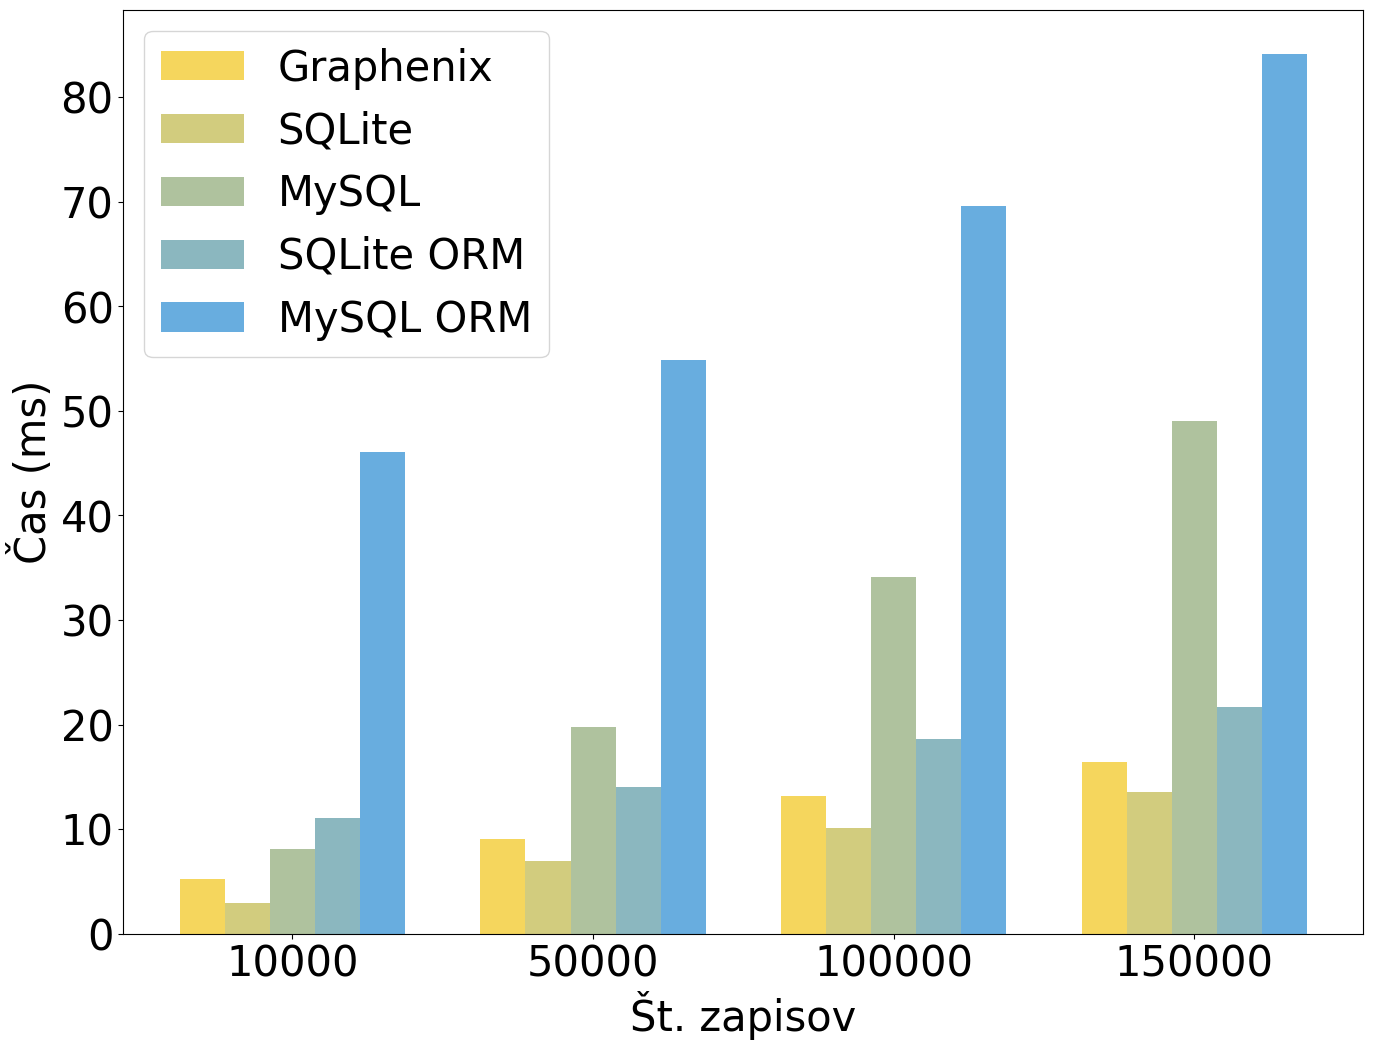 Graphenix
SQLite
MySQL
SQLite ORM
MySQL ORM
80
70
60
50
40
30
20
10
0
Čas (ms)
10000 50000 100000 150000
Št. zapisov